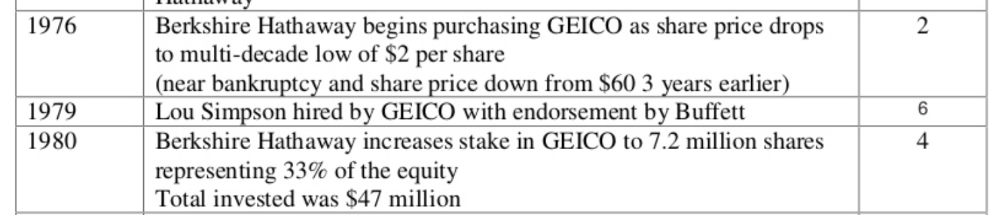 Hathaway
1976 Berkshire Hathaway begins purchasing GEICO as share price drops 2
to multi-decade low of $2 per share
(near bankruptcy and share price down from $60 3 years earlier)
1979 Lou Simpson hired by GEICO with endorsement by Buffett 6
1980 Berkshire Hathaway increases stake in GEICO to 7.2 million shares 4
representing 33% of the equity
Total invested was $47 million